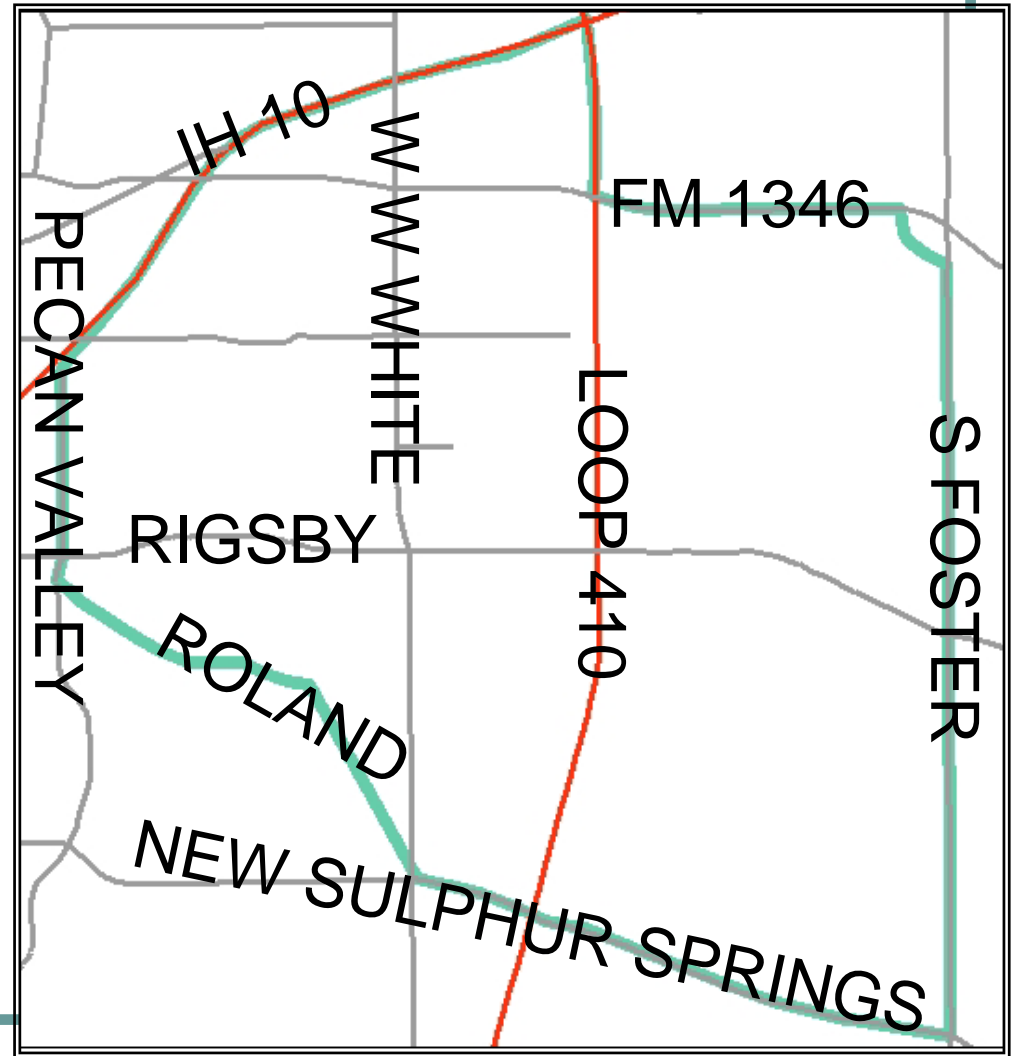 IH 10
W W WHITE
FM 1346
PECAN VALLEY
LOOP 410
S FOSTER
RIGSBY
ROLAND
NEW SULPHUR SPRINGS